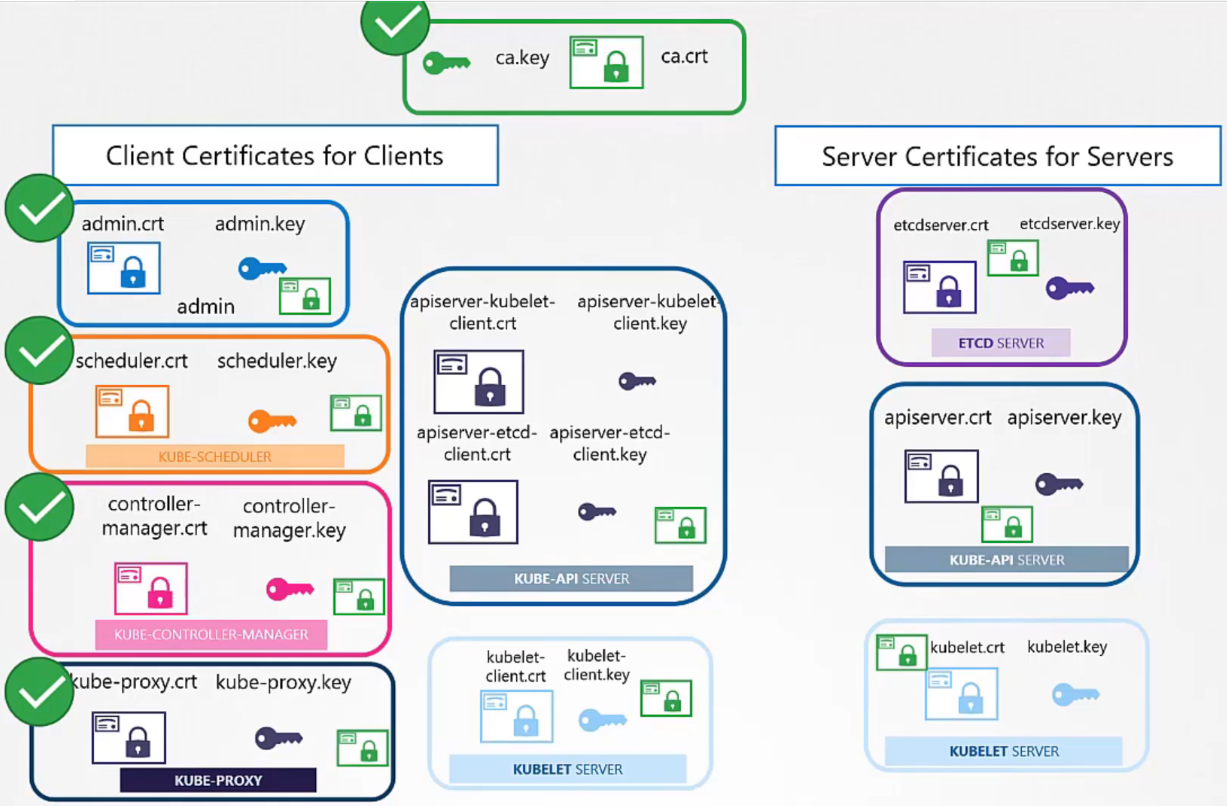 ca.key
ca.crt
Client Certificates for Clients
Server Certificates for Servers
admin.crt
admin.key
admin
scheduler.crt
scheduler.key
KUBE-SCHEDULER
controller-
manager.crt
controller-
manager.key
KUBE-CONTROLLER-MANAGER
kube-proxy.crt
kube-proxy.key
KUBE-PROXY
apiserver-kubelet-
client.crt
apiserver-kubelet-
client.key
apiserver-etcd-
client.crt
apiserver-etcd-
client.key
KUBE-API SERVER
kubelet-
client.crt
kubelet-
client.key
KUBELET SERVER
etcdserver.crt
etcdserver.key
ETCD SERVER
apiserver.crt
apiserver.key
KUBE-API SERVER
kubelet.crt
kubelet.key
KUBELET SERVER